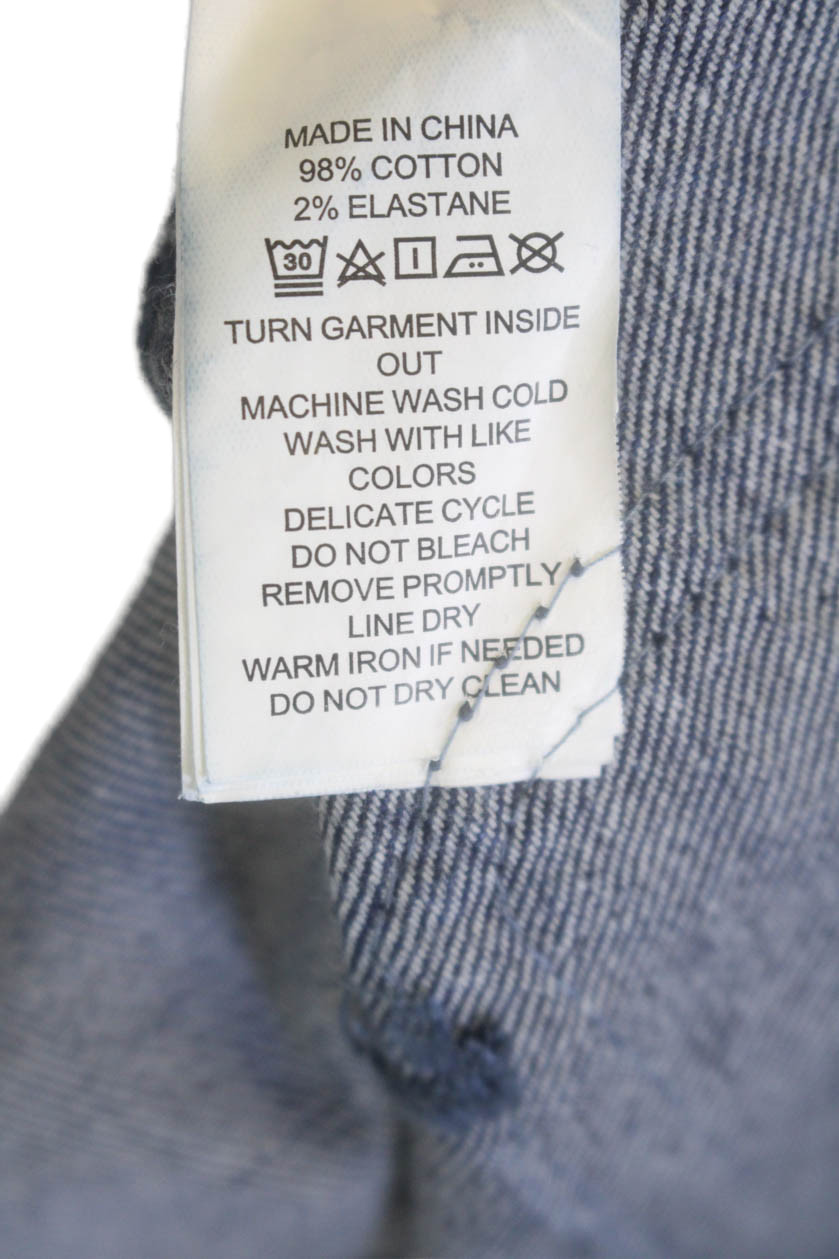 MADE IN CHINA
98% COTTON
2% ELASTANE
30
TURN GARMENT INSIDE
OUT
MACHINE WASH COLD
WASH WITH LIKE
COLORS
DELICATE CYCLE
DO NOT BLEACH
REMOVE PROMPTLY
LINE DRY
WARM IRON IF NEEDED
DO NOT DRY CLEAN